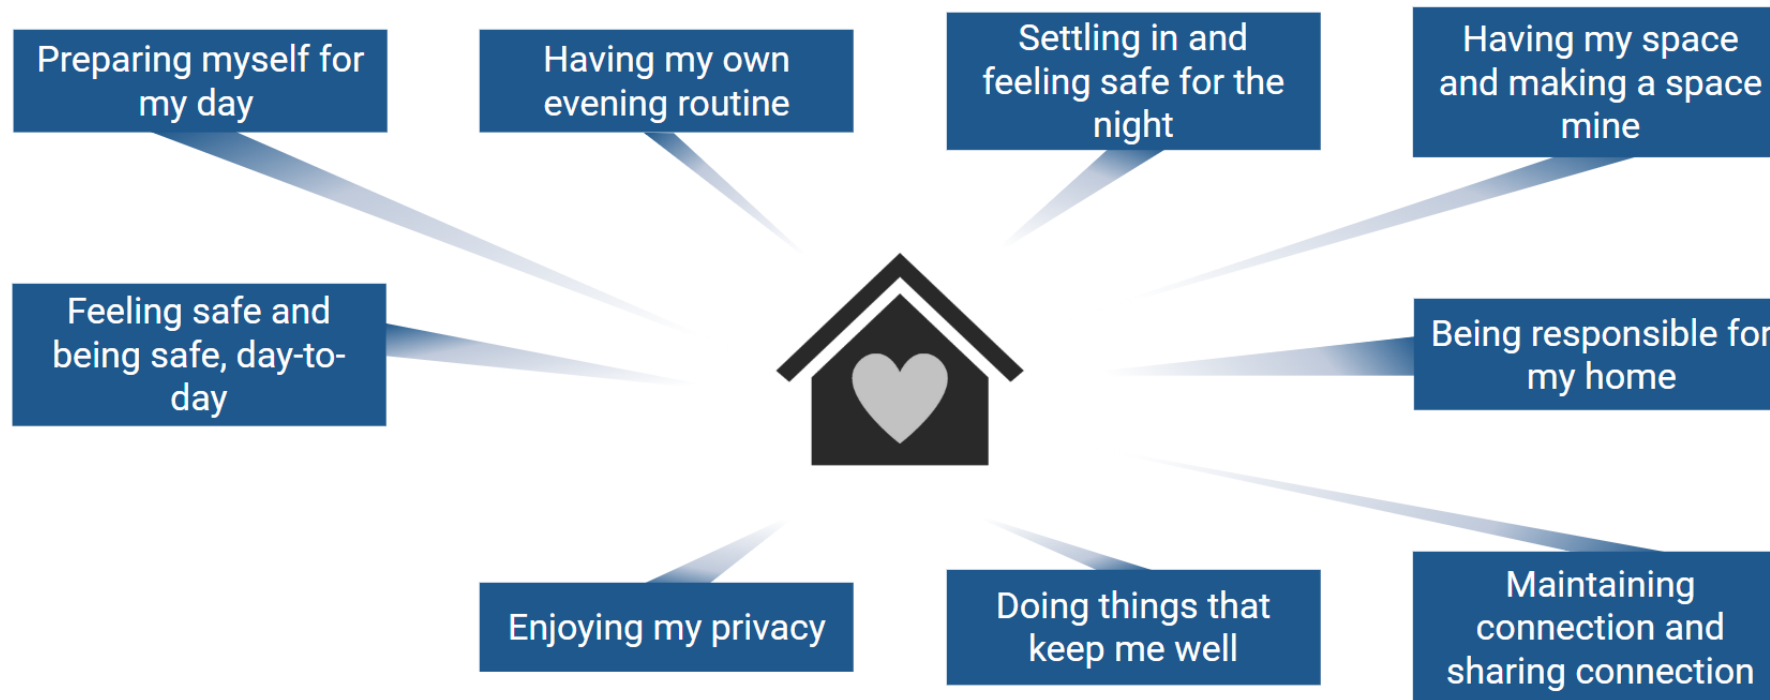 Preparing myself for
my day
Having my own
evening routine
Settling in and
feeling safe for the
night
Having my space
and making a space
mine
Feeling safe and
being safe, day-to-
day
Being responsible for
my home
Enjoying my privacy
Doing things that
keep me well
Maintaining
connection and
sharing connection